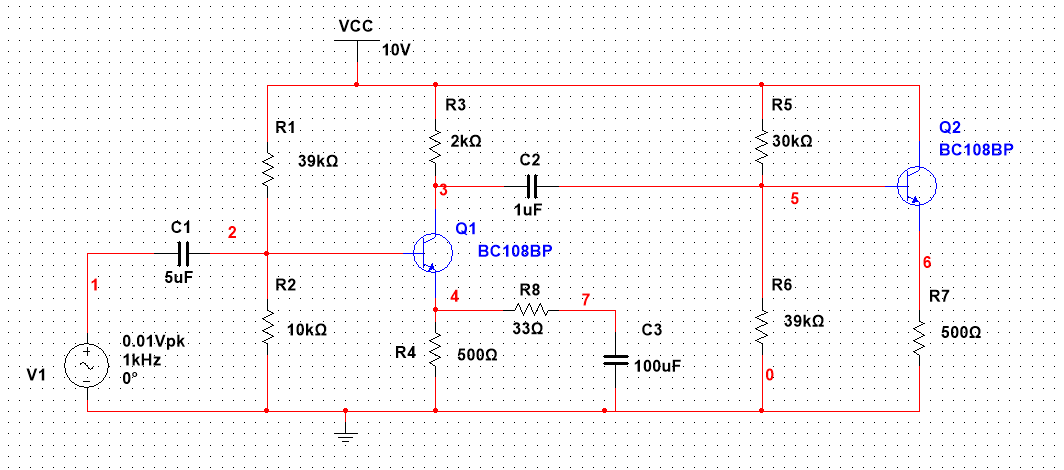 VCC
10V
R1
39kΩ
R3
2kΩ
R5
30kΩ
Q2
BC108BP
C2
1uF
3
5
C1
5uF
2
Q1
BC108BP
1
R2
10kΩ
4
R8
33Ω
7
R6
39kΩ
6
R7
500Ω
V1
0.01Vpk
1kHz
0°
R4
500Ω
C3
100uF
0